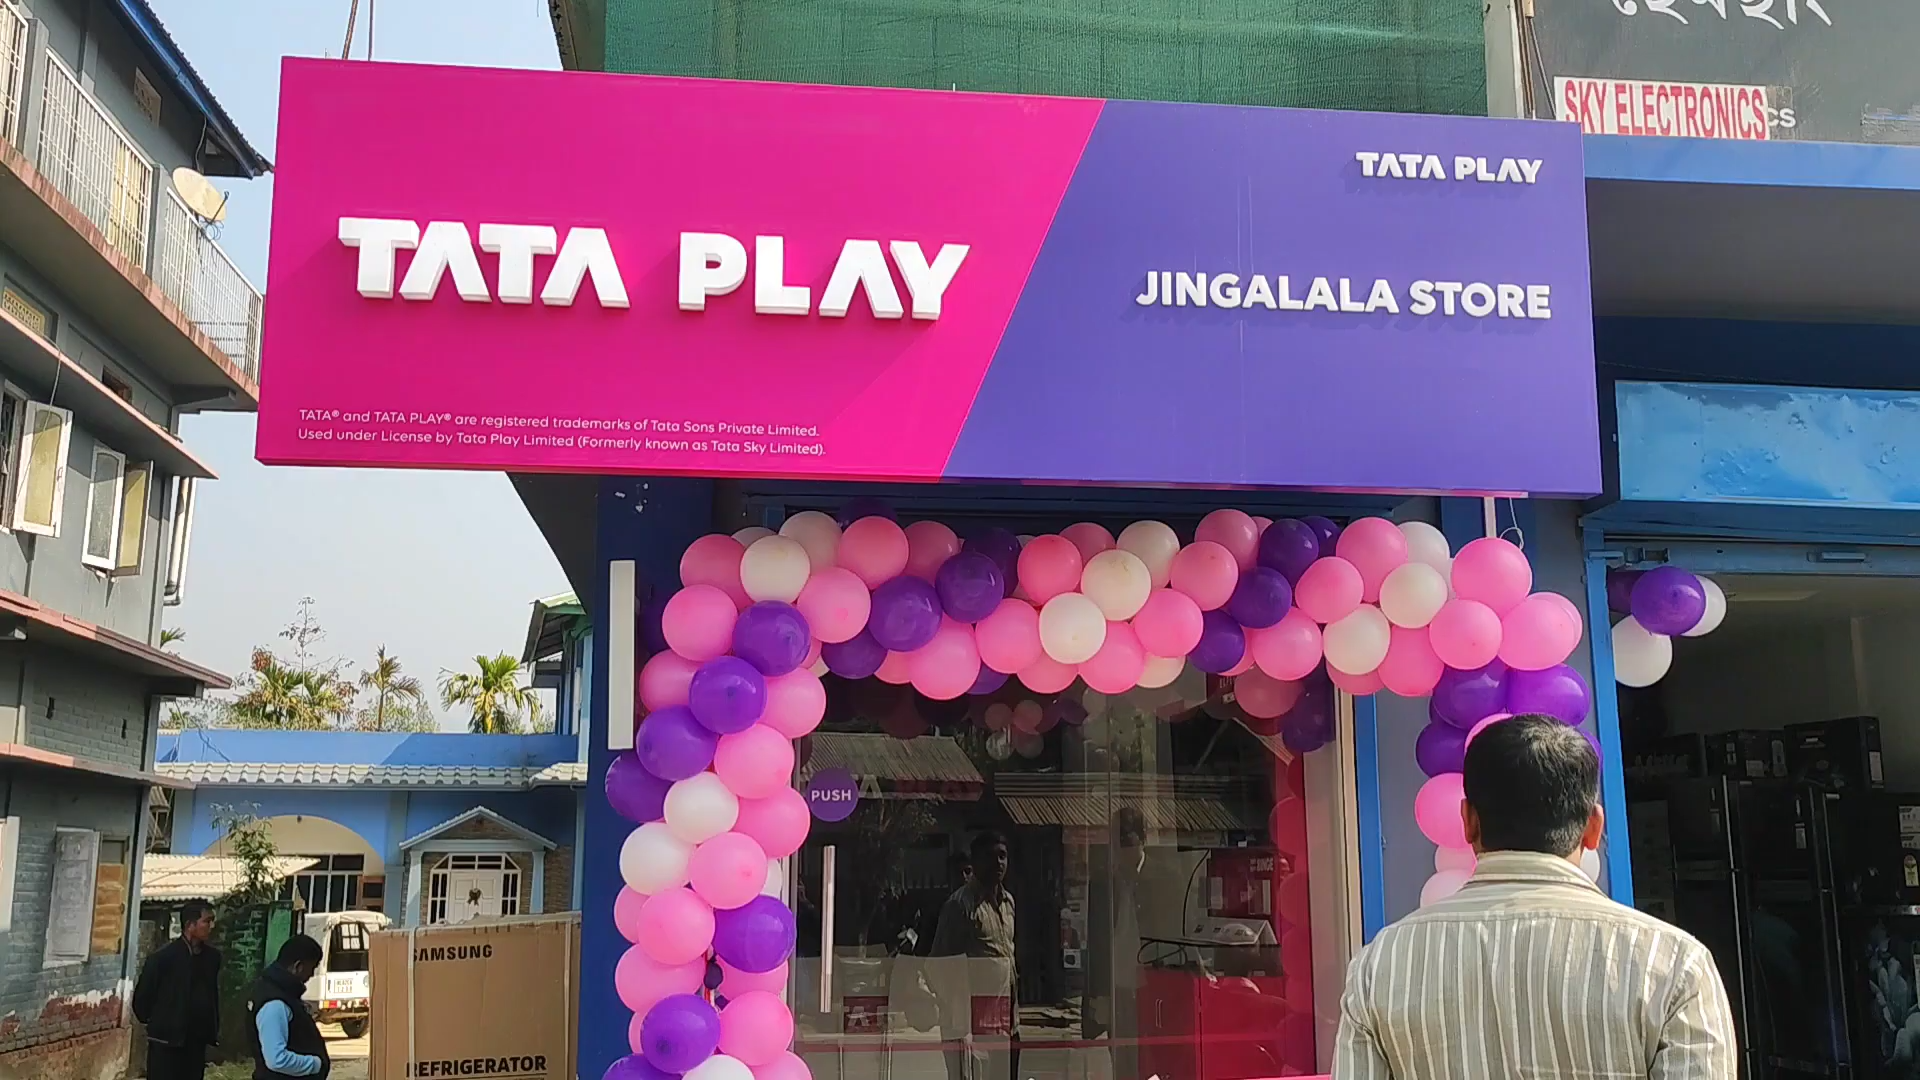 SKY ELECTRONICS
CS
TATA PLAY
TATA PLAY
JINGALALA STORE
TATA® and TATA PLAY® are registered trademarks of Tata Sons Private Limited.
Used under License by Tata Play Limited (Formerly known as Tata Sky Limited).
PUSH
SAMSUNG
REFRIGERATOR